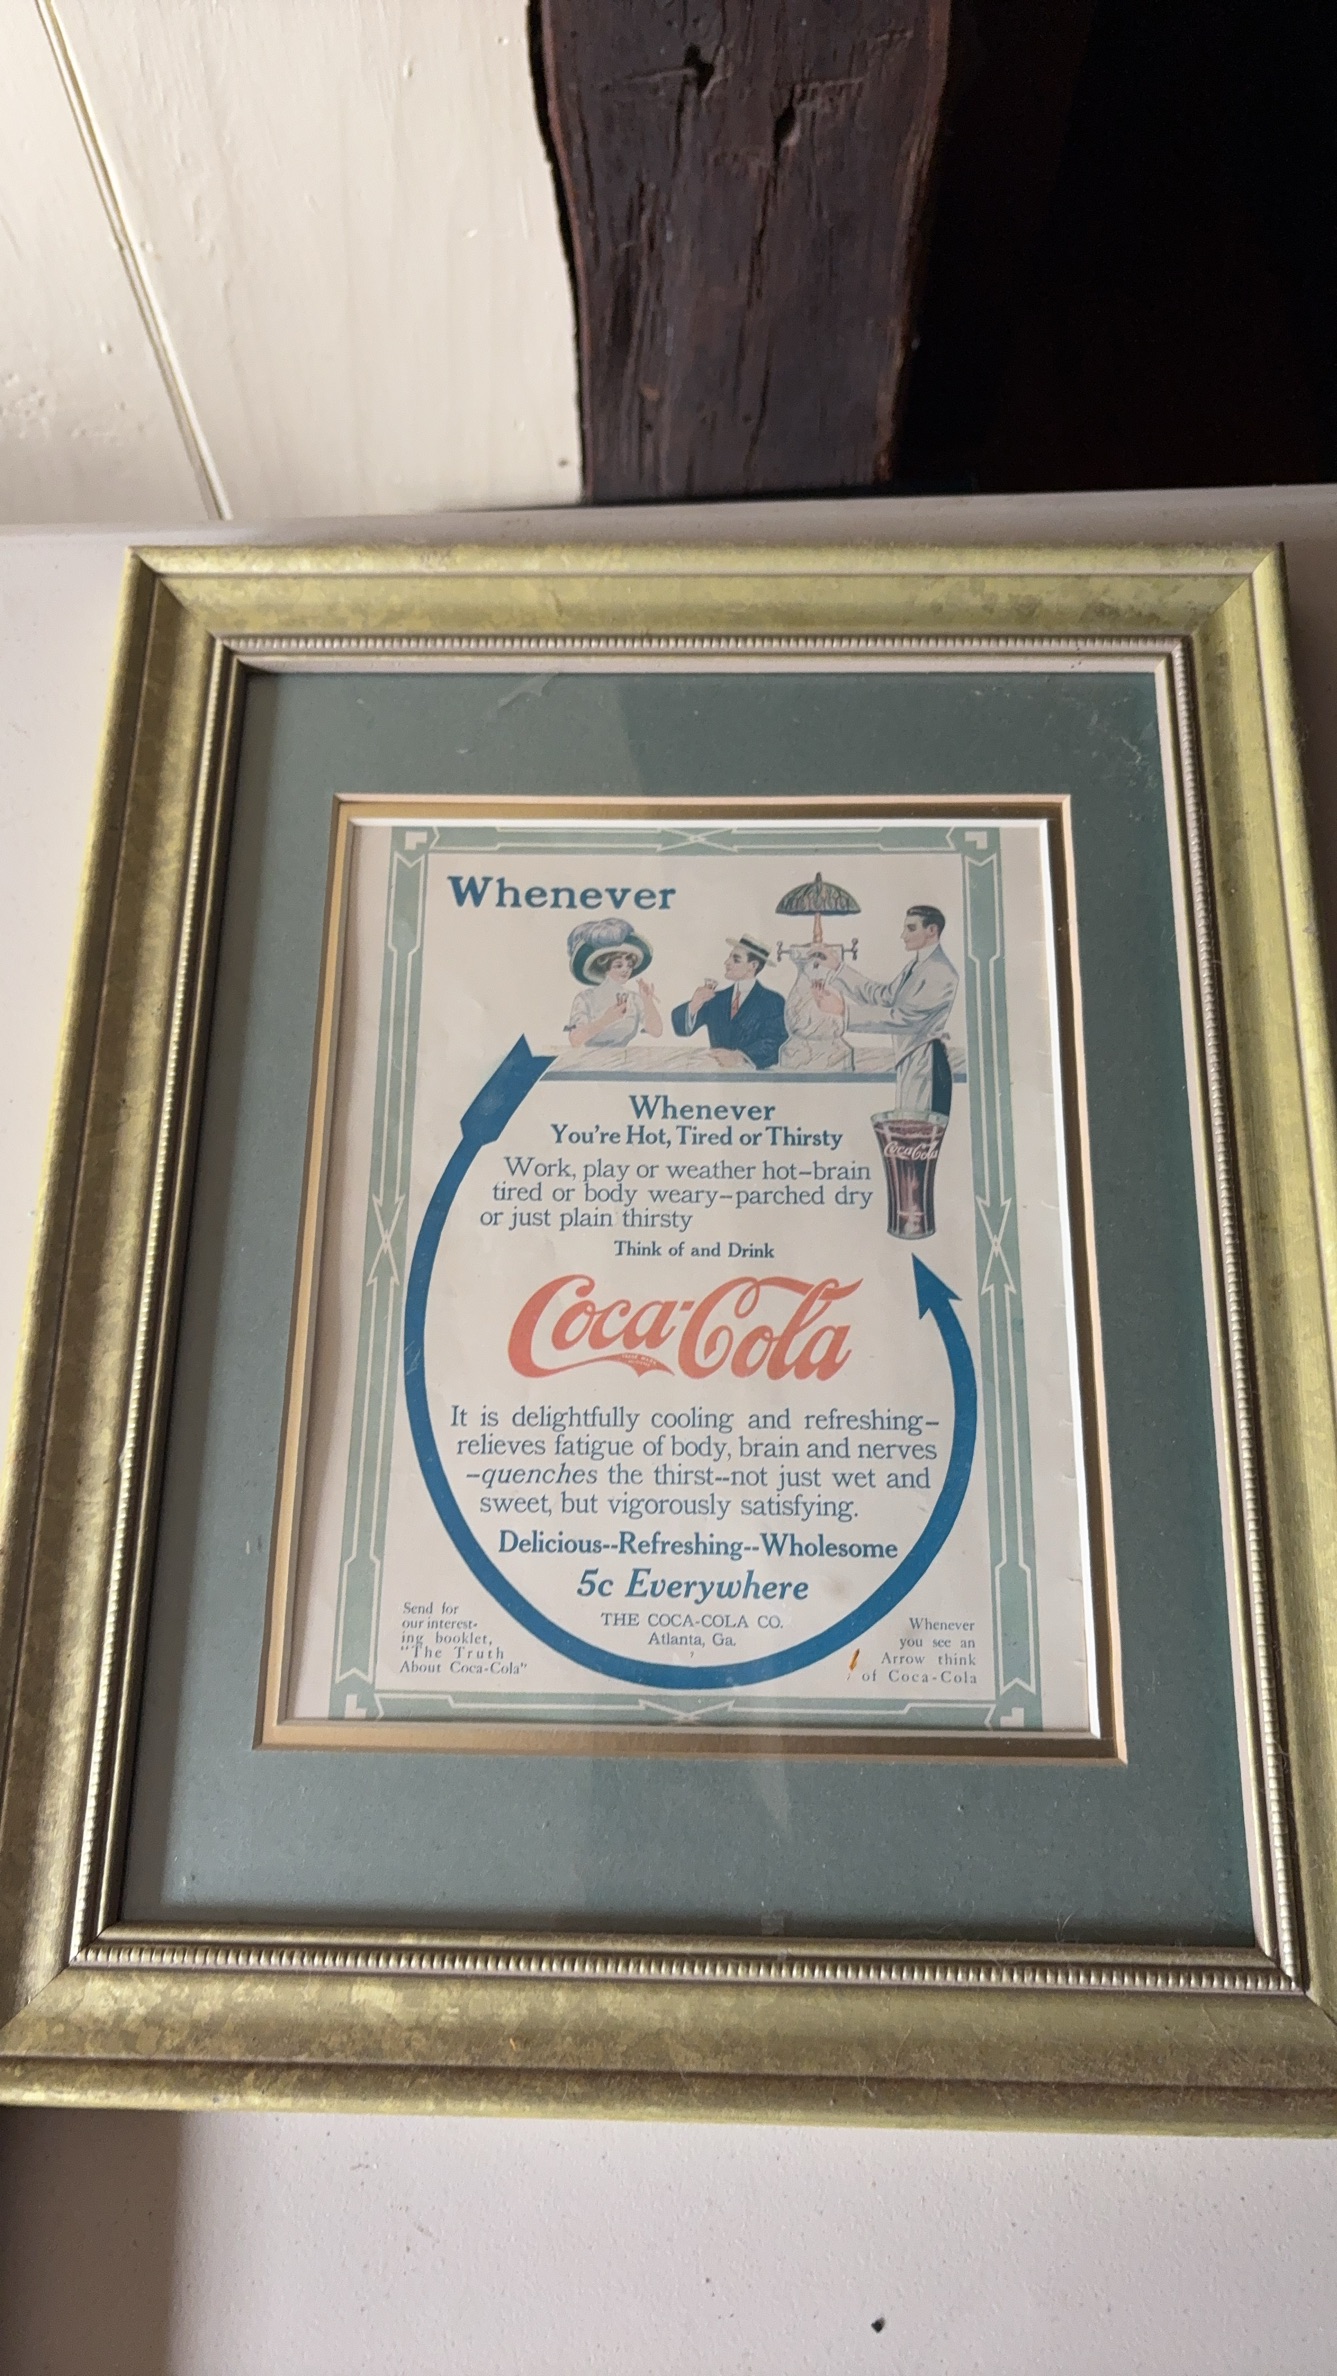 Whenever
Whenever
You're Hot, Tired or Thirsty
Work, play or weather hot–brain
tired or body weary–parched dry
or just plain thirsty
Coca-Cola
Think of and Drink
Coca-Cola
It is delightfully cooling and refreshing–
relieves fatigue of body, brain and nerves
–quenches the thirst--not just wet and
sweet, but vigorously satisfying.
Delicious--Refreshing--Wholesome
5c Everywhere
THE COCA-COLA CO.
Atlanta, Ga.
Send for
our interest-
ing booklet,
"The Truth
About Coca-Cola"
Whenever
you see an
Arrow think
of Coca-Cola